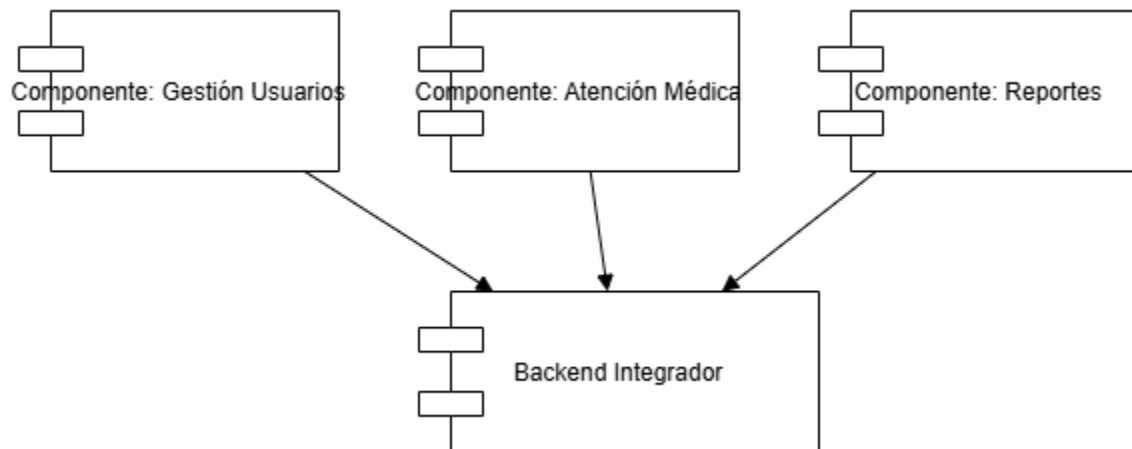 Componente: Gestión Usuarios
Componente: Atención Médica
Componente: Reportes
Backend Integrador